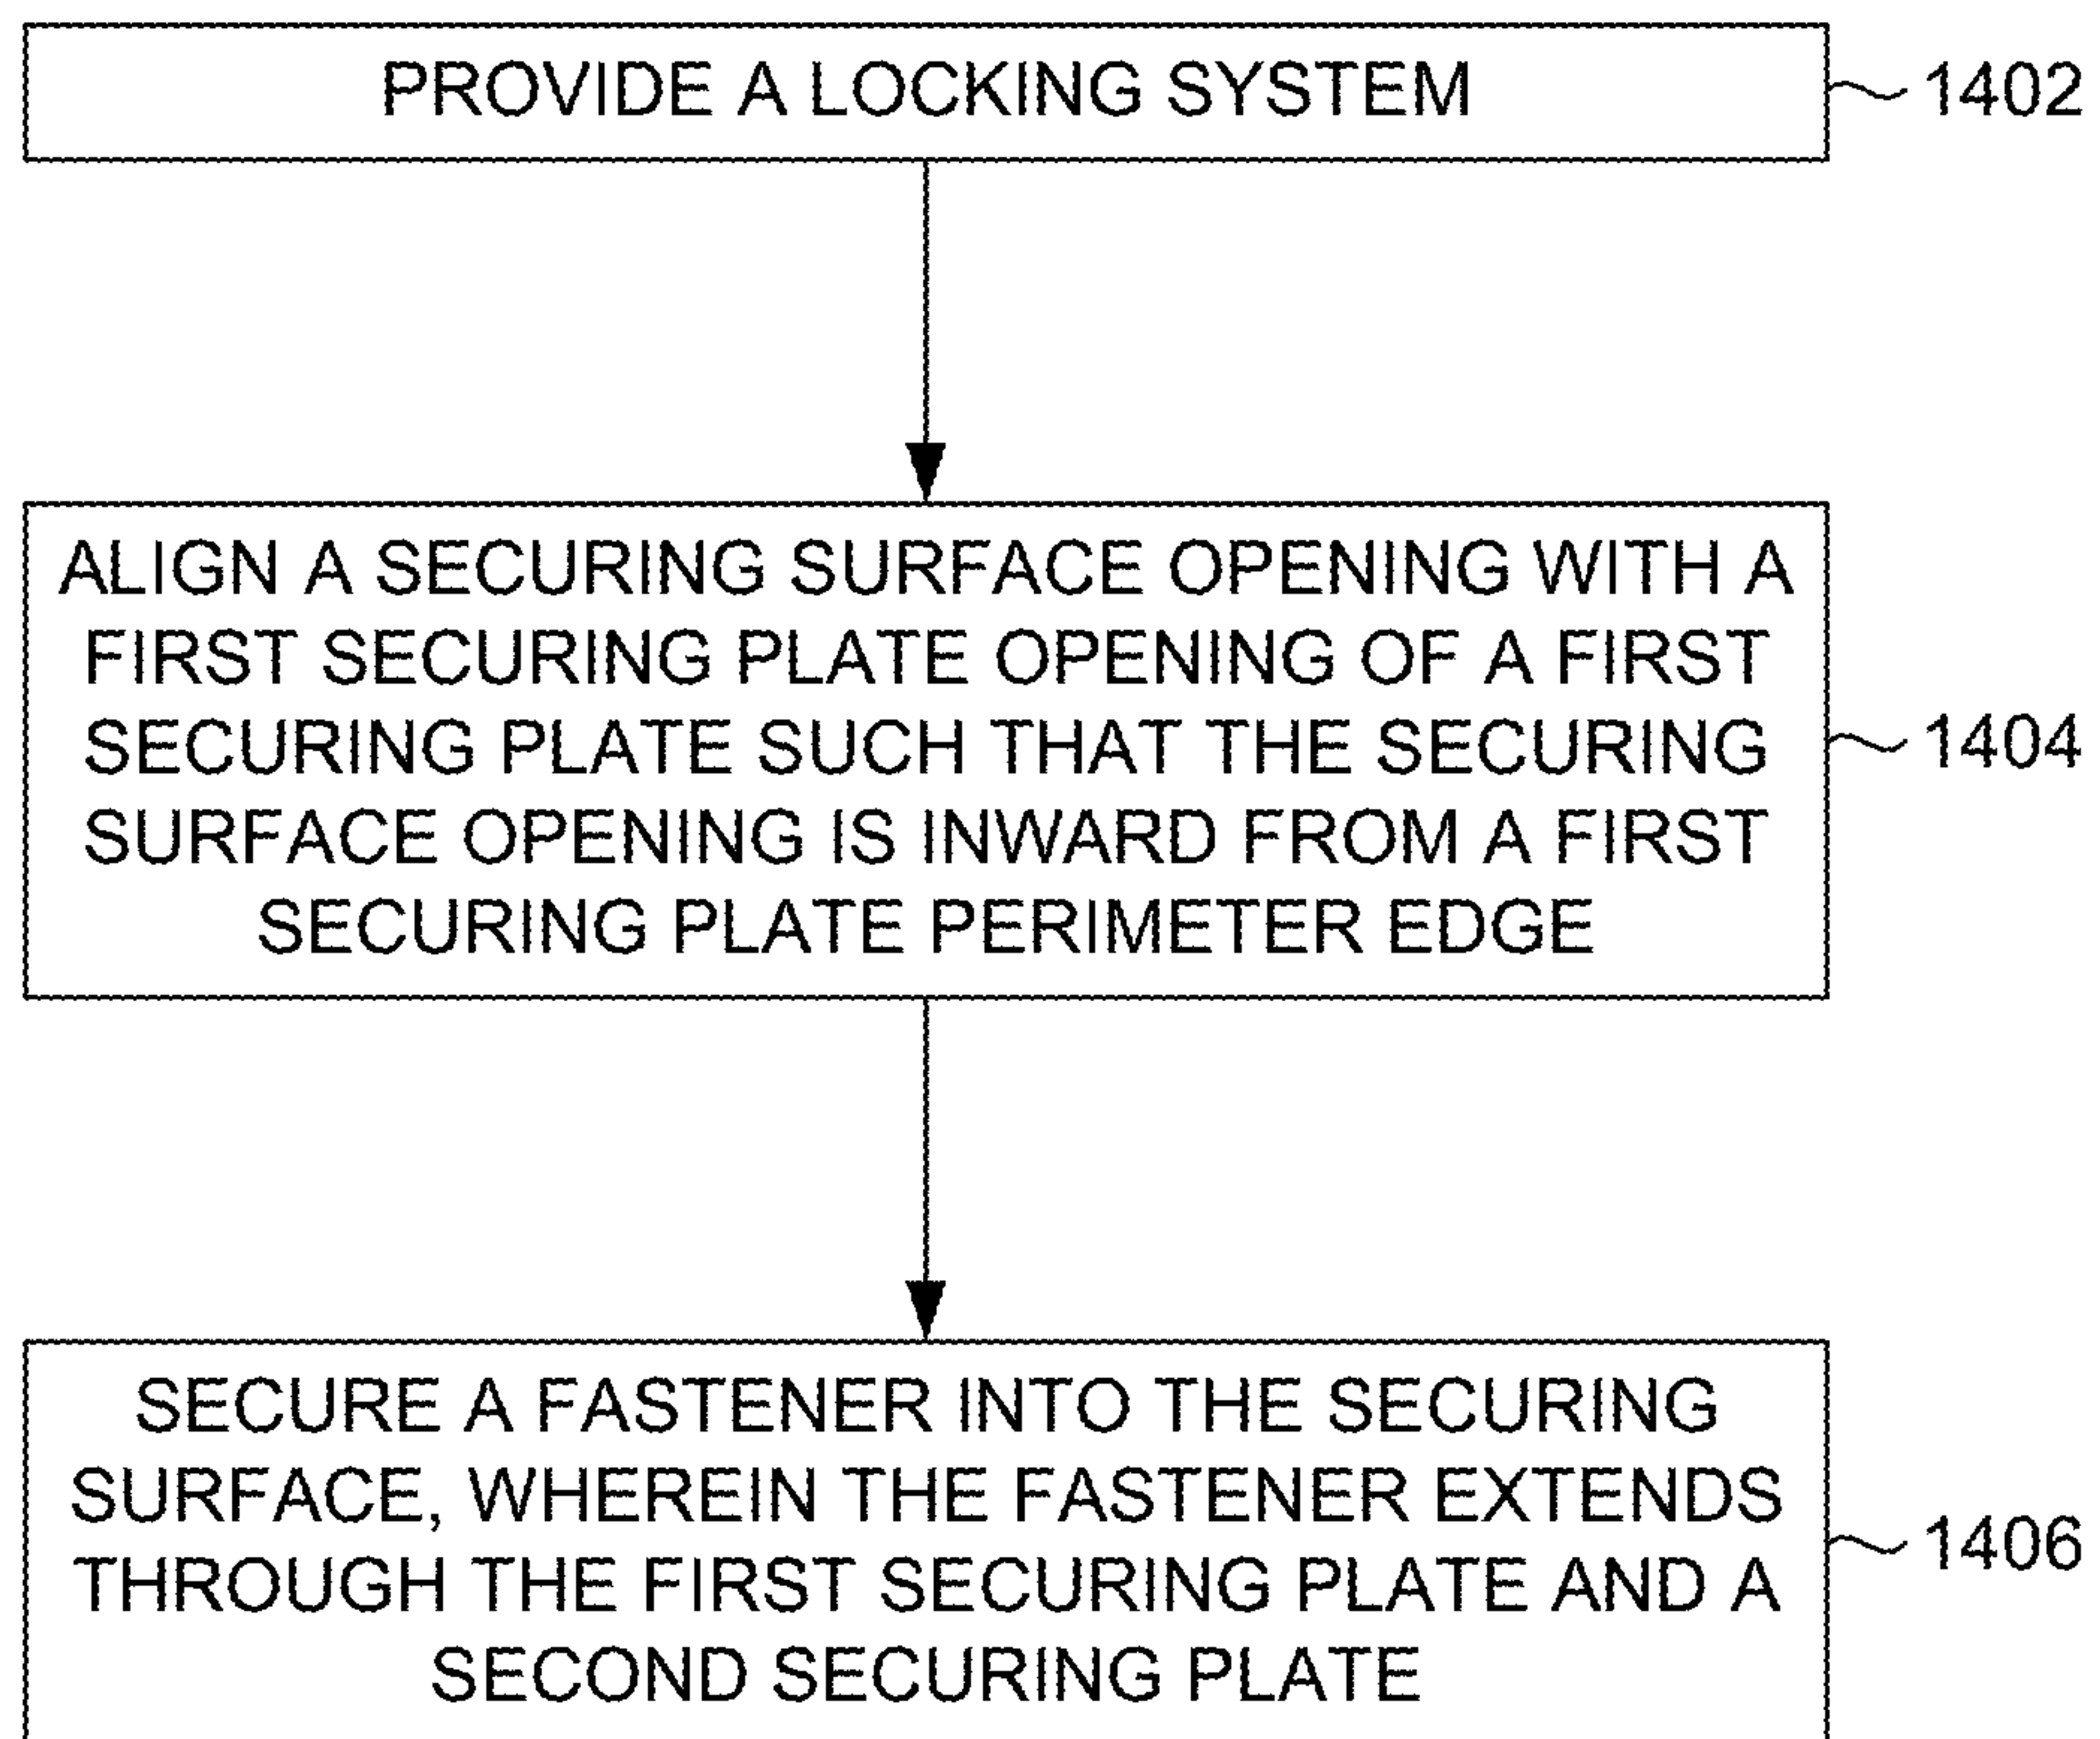 PROVIDE A LOCKING SYSTEM
1402
ALIGN A SECURING SURFACE OPENING WITH A
FIRST SECURING PLATE OPENING OF A FIRST
SECURING PLATE SUCH THAT THE SECURING
SURFACE OPENING IS INWARD FROM A FIRST
SECURING PLATE PERIMETER EDGE
1404
SECURE A FASTENER INTO THE SECURING
SURFACE, WHEREIN THE FASTENER EXTENDS
THROUGH THE FIRST SECURING PLATE AND A
SECOND SECURING PLATE
1406